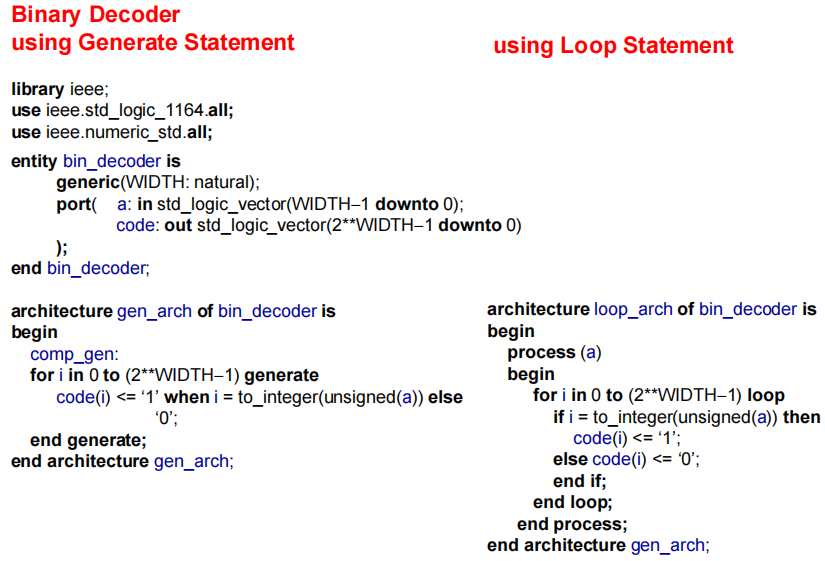 Binary Decoder
using Generate Statement
library ieee;
use ieee.std_logic_1164.all;
use ieee.numeric_std.all;
entity bin_decoder is
generic(WIDTH: natural);
port( a: in std_logic_vector(WIDTH−1 downto 0);
code: out std_logic_vector(2**WIDTH−1 downto 0)
);
end bin_decoder;
architecture gen_arch of bin_decoder is
begin
comp_gen:
for i in 0 to (2**WIDTH−1) generate
code(i) <= ‘1’ when i = to_integer(unsigned(a)) else
‘0’;
end generate;
end architecture gen_arch;
using Loop Statement
architecture loop_arch of bin_decoder is
begin
process (a)
begin
for i in 0 to (2**WIDTH−1) loop
if i = to_integer(unsigned(a)) then
code(i) <= ‘1’;
else code(i) <= ‘0’;
end if;
end loop;
end process;
end architecture gen_arch;